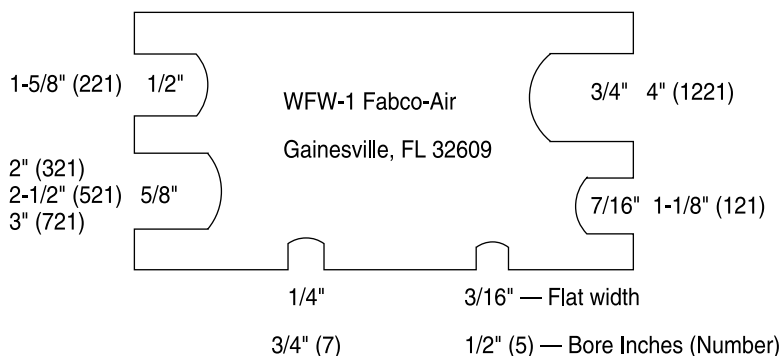 1-5/8" (221) 1/2"
WFW-1 Fabco-Air
3/4" 4" (1221)
Gainesville, FL 32609
2" (321)
2-1/2" (521) 5/8"
3" (721)
7/16" 1-1/8" (121)
1/4" 3/16" — Flat width
3/4" (7) 1/2" (5) — Bore Inches (Number)